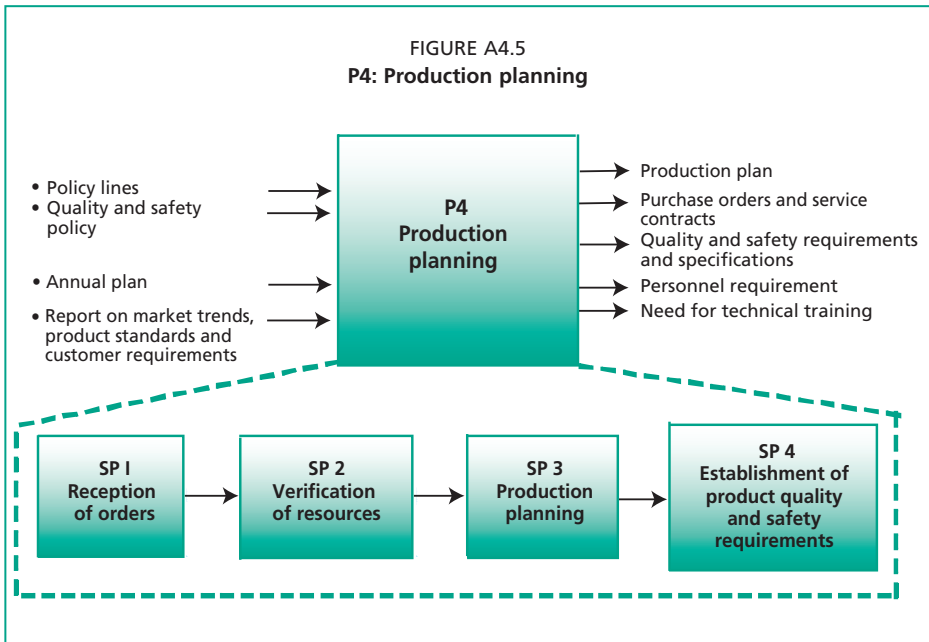 FIGURE A4.5
P4: Production planning
• Policy lines
• Quality and safety
policy
• Annual plan
• Report on market trends,
product standards and
customer requirements
P4
Production
planning
Production plan
Purchase orders and service
contracts
Quality and safety requirements
and specifications
Personnel requirement
Need for technical training
SP I
Reception
of orders
SP 2
Verification
of resources
SP 3
Production
planning
SP 4
Establishment of
product quality
and safety
requirements